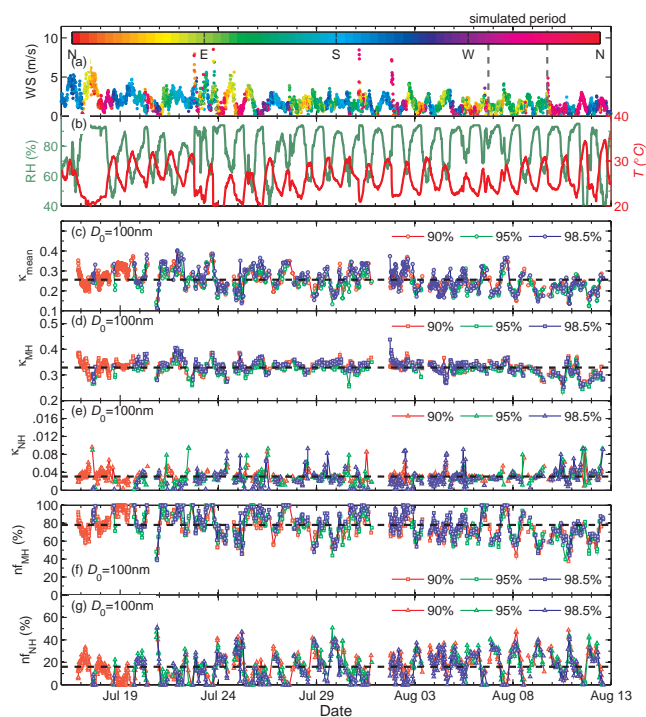 simulated period
N E S W N
(a)
WS (m/s)
10
5
0
(b)
RH (%)
80
60
40
40
30
20
T (°C)
(c) D0=100nm
90% 95% 98.5%
κmean
0.4
0.3
0.2
0.1
(d) D0=100nm
90% 95% 98.5%
κMH
0.5
0.4
0.3
0.2
(e) D0=100nm
90% 95% 98.5%
κNH
.016
.012
0.08
0.04
0
nfMH (%)
100
80
60
40
20
0
(f) D0=100nm
90% 95% 98.5%
(g) D0=100nm
90% 95% 98.5%
nfNH (%)
60
40
20
0
Jul 19 Jul 24 Jul 29 Aug 03 Aug 08 Aug 13
Date